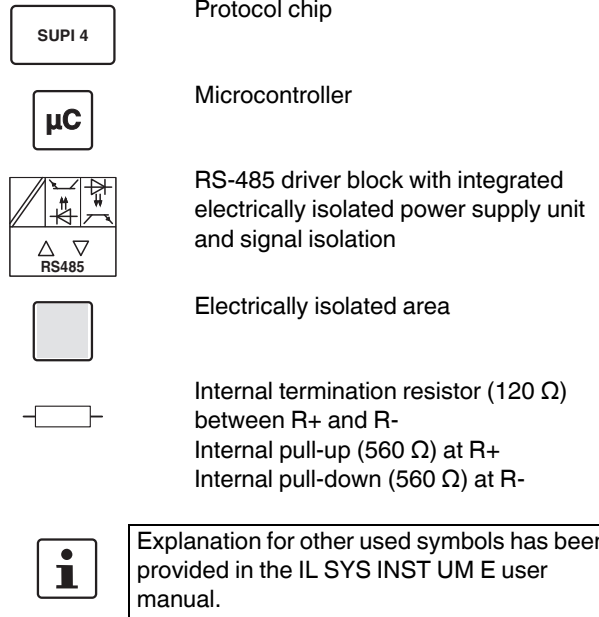 SUPI 4
Protocol chip
µC
Microcontroller
RS485
RS-485 driver block with integrated
electrically isolated power supply unit
and signal isolation
Electrically isolated area
Internal termination resistor (120 Ω)
between R+ and R-
Internal pull-up (560 Ω) at R+
Internal pull-down (560 Ω) at R-
i
Explanation for other used symbols has been
provided in the IL SYS INST UM E user
manual.